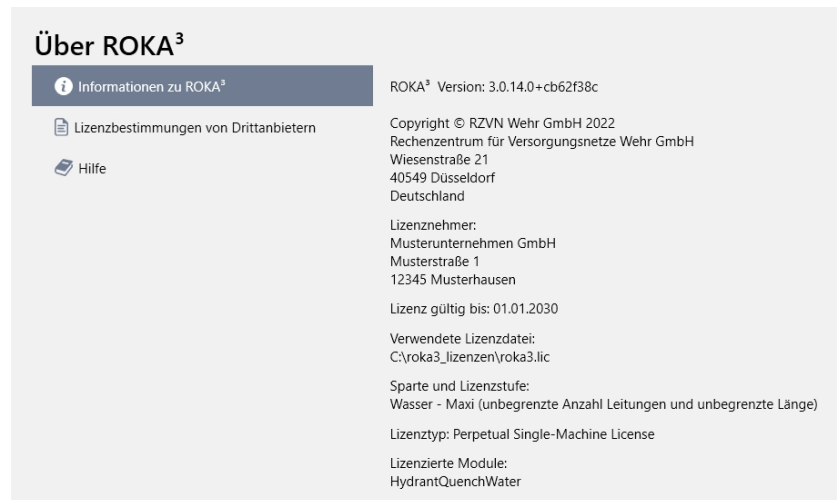 Über ROKA³
Informationen zu ROKA³
Lizenzbestimmungen von Drittanbietern
Hilfe
ROKA³ Version: 3.0.14.0+cb62f38c
Copyright © RZVN Wehr GmbH 2022
Rechenzentrum für Versorgungsnetze Wehr GmbH
Wiesenstraße 21
40549 Düsseldorf
Deutschland
Lizenznehmer:
Musterunternehmen GmbH
Musterstraße 1
12345 Musterhausen
Lizenz gültig bis: 01.01.2030
Verwendete Lizenzdatei:
C:\roka3_lizenzen\roka3.lic
Sparte und Lizenzstufe:
Wasser - Maxi (unbegrenzte Anzahl Leitungen und unbegrenzte Länge)
Lizenztyp: Perpetual Single-Machine License
Lizenzierte Module:
HydrantQuenchWater